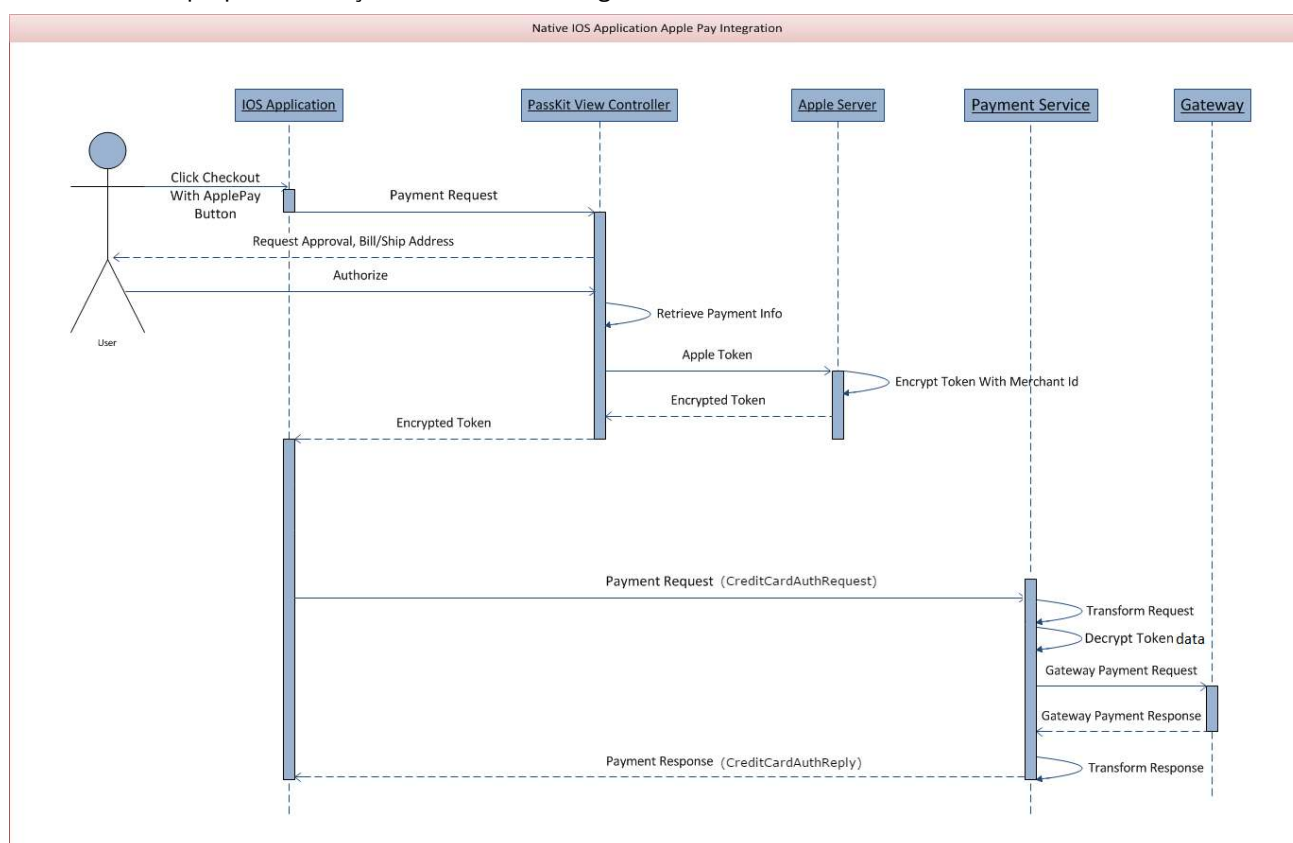 Native IOS Application Apple Pay Integration
IOS Application
PassKit View Controller
Apple Server
Payment Service
Gateway
Click Checkout
With ApplePay
Button
Payment Request
Request Approval, Bill/Ship Address
Authorize
Retrieve Payment Info
User
Apple Token
Encrypt Token With Merchant Id
Encrypted Token
Encrypted Token
Payment Request (CreditCardAuthRequest)
Transform Request
Decrypt Token data
Gateway Payment Request
Gateway Payment Response
Payment Response (CreditCardAuthReply)
Transform Response